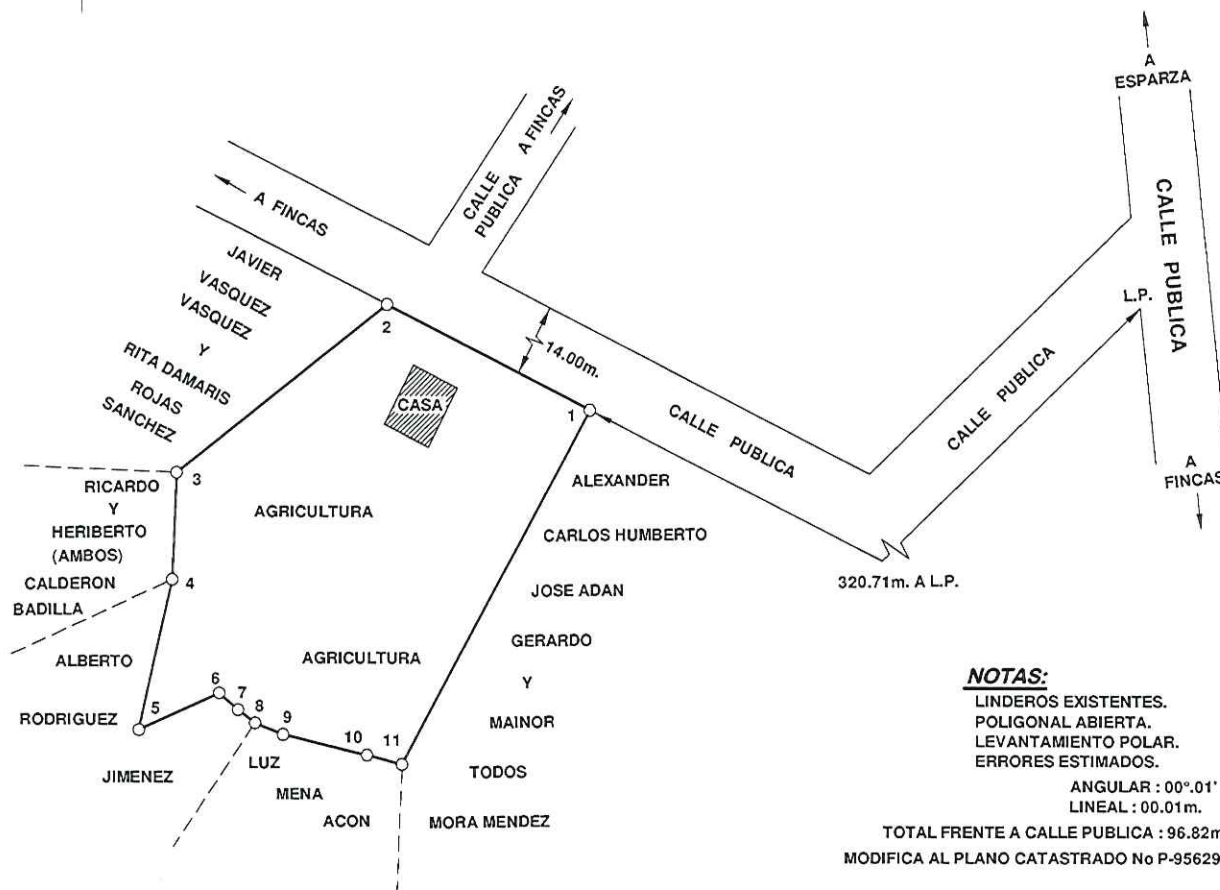 A
ESPARZA
CALLE PUBLICA
A
FINCAS
L.P.
A FINCAS
CALLE
PUBLICA
A FINCAS
CALLE PUBLICA
CALLE PUBLICA
14.00m.
320.71m. A L.P.
JAVIER
VASQUEZ
VASQUEZ
Y
RITA DAMARIS
ROJAS
SANCHEZ
2
1
CASA
3
RICARDO
Y
HERIBERTO
(AMBOS)
CALDERON
BADILLA
4
AGRICULTURA
AGRICULTURA
ALBERTO
RODRIGUEZ
JIMENEZ
5
6
7
8
9
10
11
LUZ
MENA
ACON
ALEXANDER
CARLOS HUMBERTO
JOSE ADAN
GERARDO
Y
MAINOR
TODOS
MORA MENDEZ
NOTAS:
LINDEROS EXISTENTES.
POLIGONAL ABIERTA.
LEVANTAMIENTO POLAR.
ERRORES ESTIMADOS.
ANGULAR : 00°.01'
LINEAL : 00.01m.
TOTAL FRENTE A CALLE PUBLICA : 96.82m
MODIFICA AL PLANO CATASTRADO No P-95629